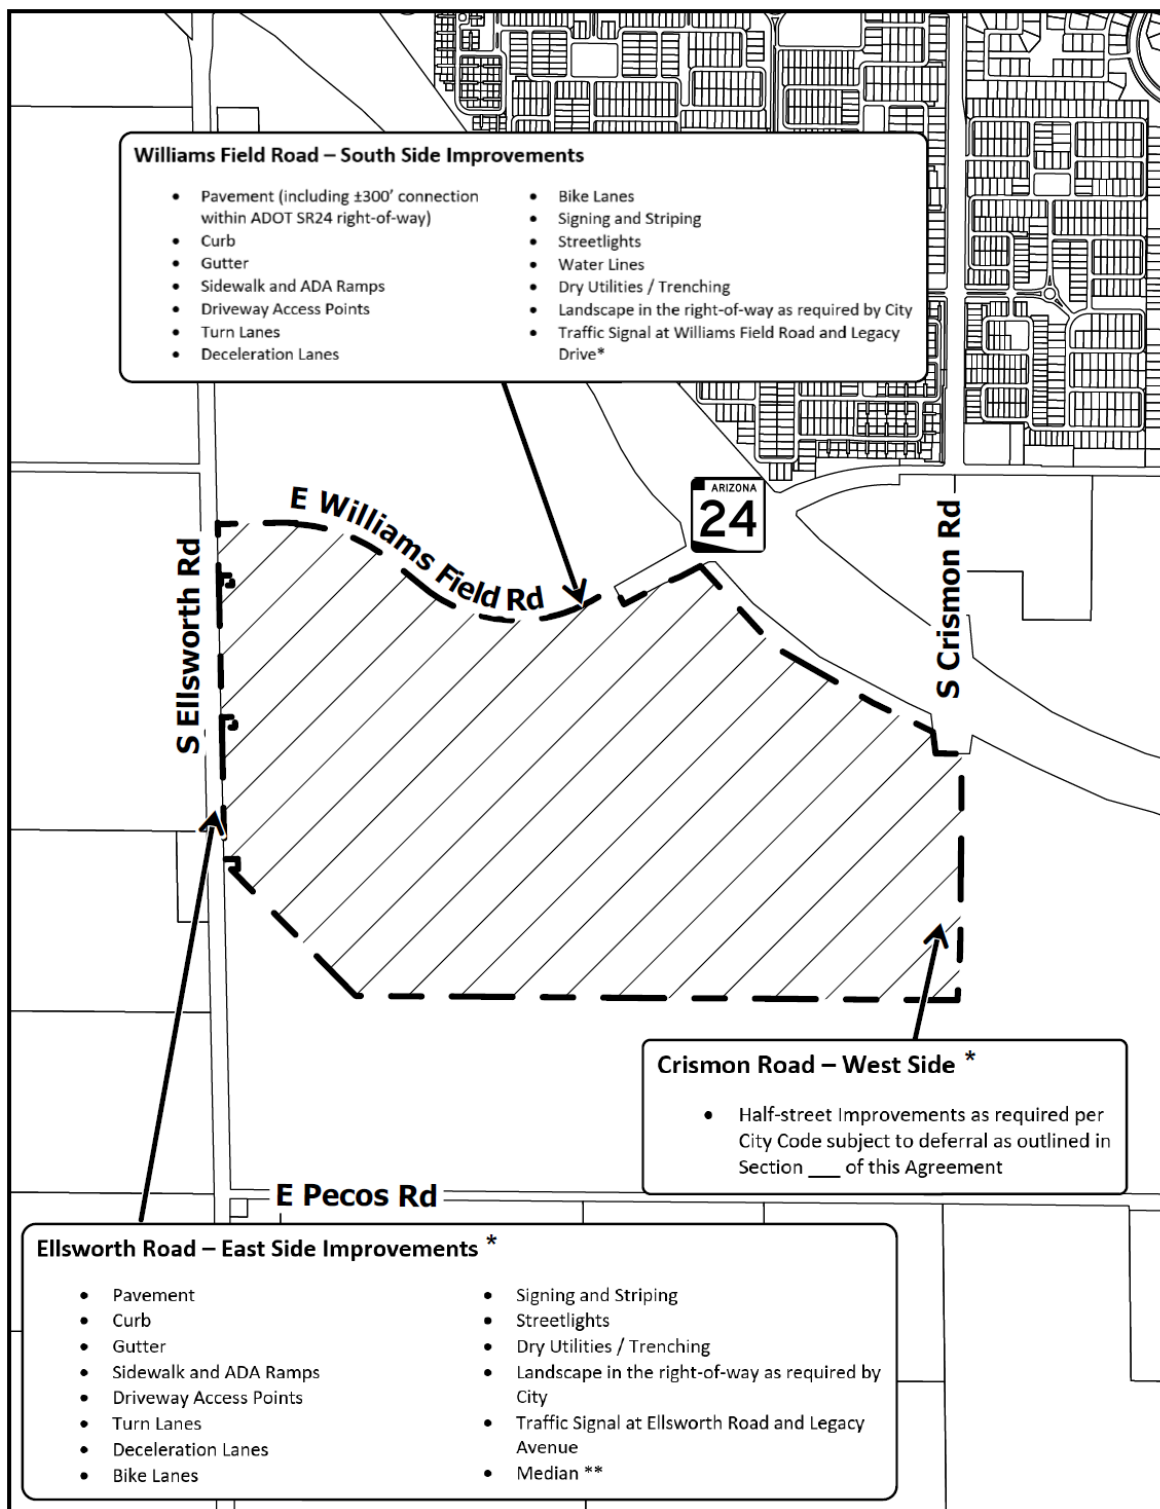 Williams Field Road – South Side Improvements
• Pavement (including ±300' connection
within ADOT SR24 right-of-way)
• Curb
• Gutter
• Sidewalk and ADA Ramps
• Driveway Access Points
• Turn Lanes
• Deceleration Lanes
• Bike Lanes
• Signing and Striping
• Streetlights
• Water Lines
• Dry Utilities / Trenching
• Landscape in the right-of-way as required by City
• Traffic Signal at Williams Field Road and Legacy
Drive*
E Williams Field Rd
ARIZONA
24
S Ellsworth Rd
S Crismon Rd
Crismon Road – West Side *
• Half-street Improvements as required per
City Code subject to deferral as outlined in
Section ___ of this Agreement
E Pecos Rd
Ellsworth Road – East Side Improvements *
• Pavement
• Curb
• Gutter
• Sidewalk and ADA Ramps
• Driveway Access Points
• Turn Lanes
• Deceleration Lanes
• Bike Lanes
• Signing and Striping
• Streetlights
• Dry Utilities / Trenching
• Landscape in the right-of-way as required by
City
• Traffic Signal at Ellsworth Road and Legacy
Avenue
• Median **